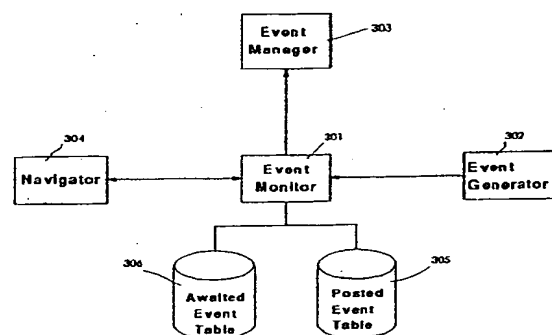 Event
Manager
303
304
301
302
Navigator
Event
Monitor
Event
Generator
306
Awaited
Event
Table
305
Posted
Event
Table